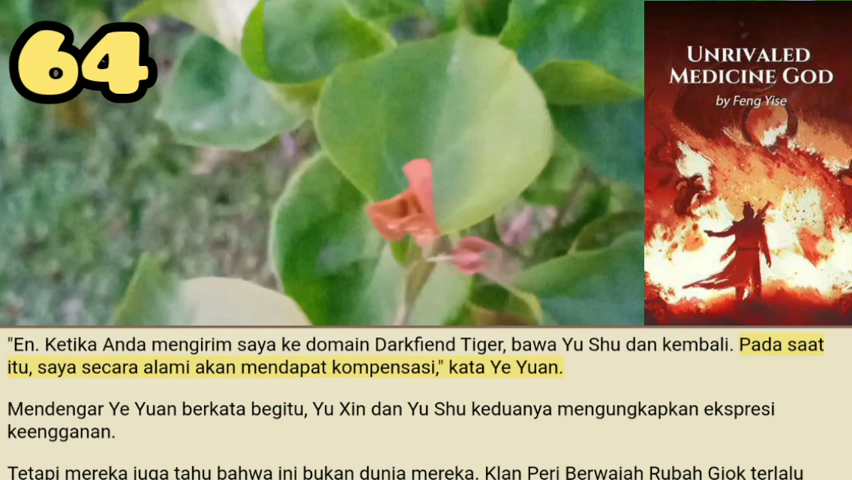 64
UNRIVALED
MEDICINE GOD
by Feng Yise
"En. Ketika Anda mengirim saya ke domain Darkfiend Tiger, bawa Yu Shu dan kembali. Pada saat
itu, saya secara alami akan mendapat kompensasi," kata Ye Yuan.
Mendengar Ye Yuan berkata begitu, Yu Xin dan Yu Shu keduanya mengungkapkan ekspresi
keengganan.
Tetapi mereka juga tahu bahwa ini bukan dunia mereka. Klan Peri Berwajah Rubah Giok terlalu